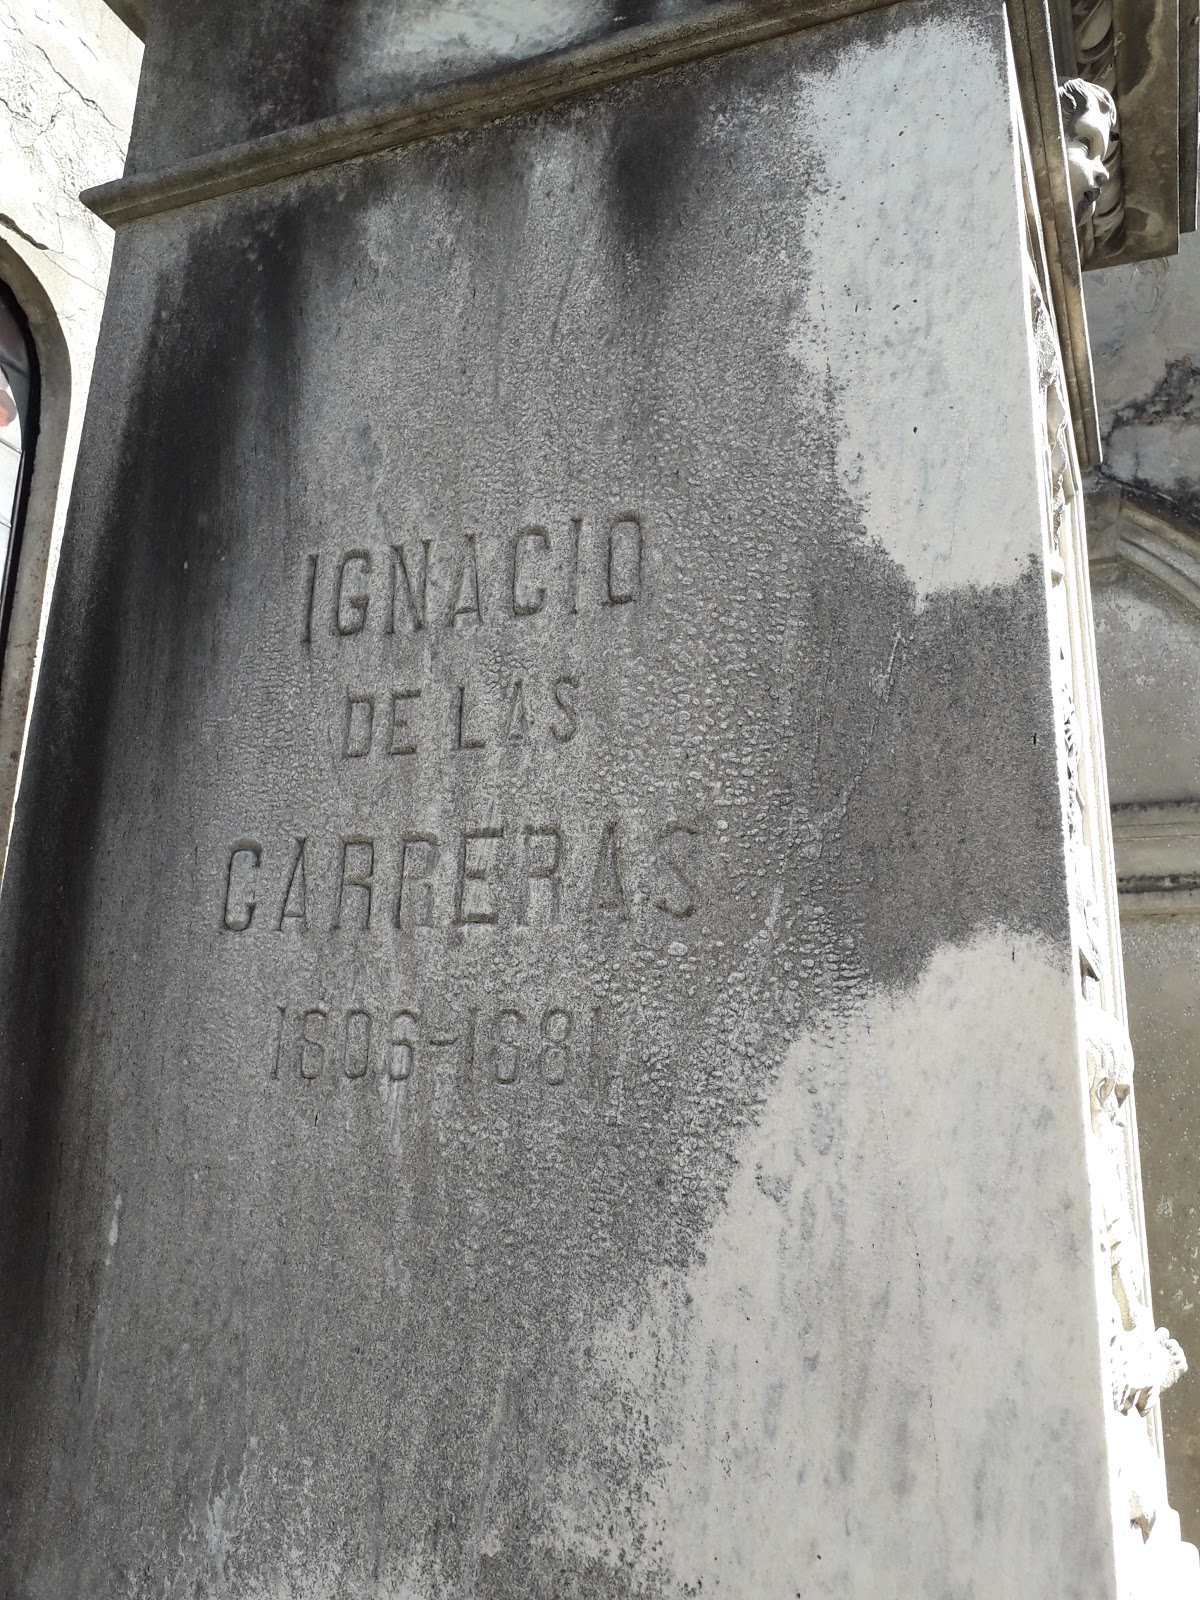 IGNACIO
DE LAS
CARRERAS
1806-1881